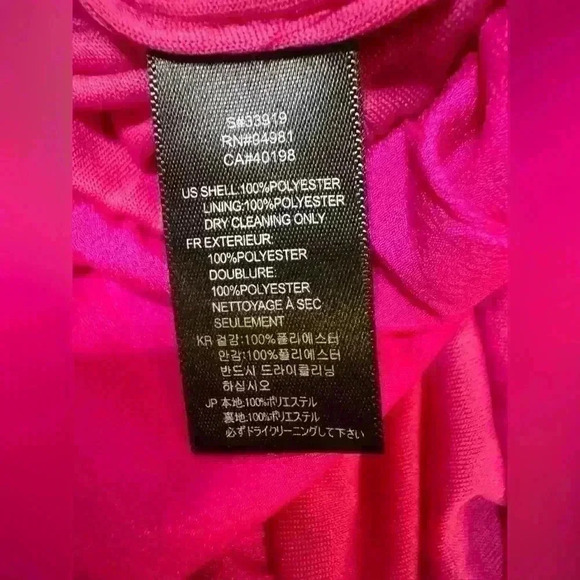 S#33919
RN#94981
CA#40198
US SHELL:100%POLYESTER
LINING:100%POLYESTER
DRY CLEANING ONLY
FR EXTERIEUR:
100%POLYESTER
DOUBLURE:
100%POLYESTER
NETTOYAGE À SEC
SEULEMENT
KR 겉감:100%폴리에스터
안감:100%폴리에스터
반드시 드라이클리닝
하십시오
JP 本地:100%ポリエステル
裏地:100%ポリエステル
必ずドライクリーニングして下さい